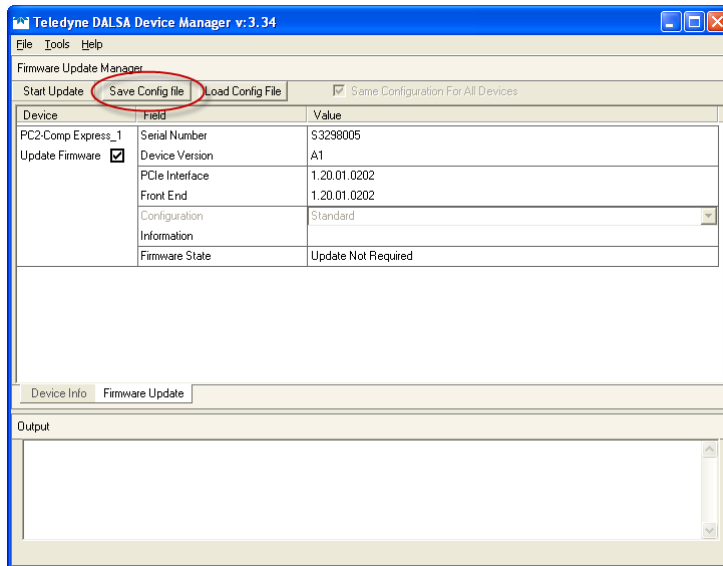 Teledyne DALSA Device Manager v:3.34
File Tools Help
Firmware Update Manager
Start Update Save Config file Load Config File Same Configuration For All Devices
Device Field Value
PC2-Comp Express_1 Serial Number S3298005
Update Firmware Device Version A1
PCIe Interface 1.20.01.0202
Front End 1.20.01.0202
Configuration Standard
Information
Firmware State Update Not Required
Device Info Firmware Update
Output